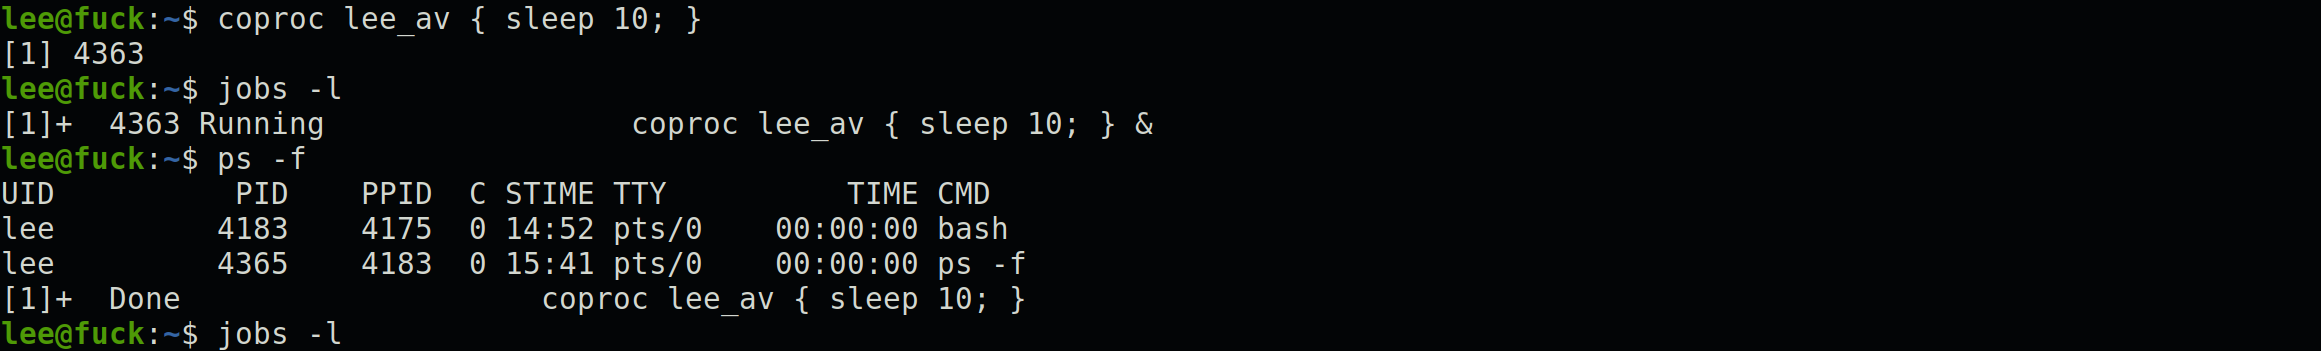 lee@fuck:~$ coproc lee_av { sleep 10; }
[1] 4363
lee@fuck:~$ jobs -l
[1]+  4363 Running                 coproc lee_av { sleep 10; } &
lee@fuck:~$ ps -f
UID          PID    PPID  C STIME TTY          TIME CMD
lee         4183    4175  0 14:52 pts/0    00:00:00 bash
lee         4365    4183  0 15:41 pts/0    00:00:00 ps -f
[1]+  Done                    coproc lee_av { sleep 10; }
lee@fuck:~$ jobs -l